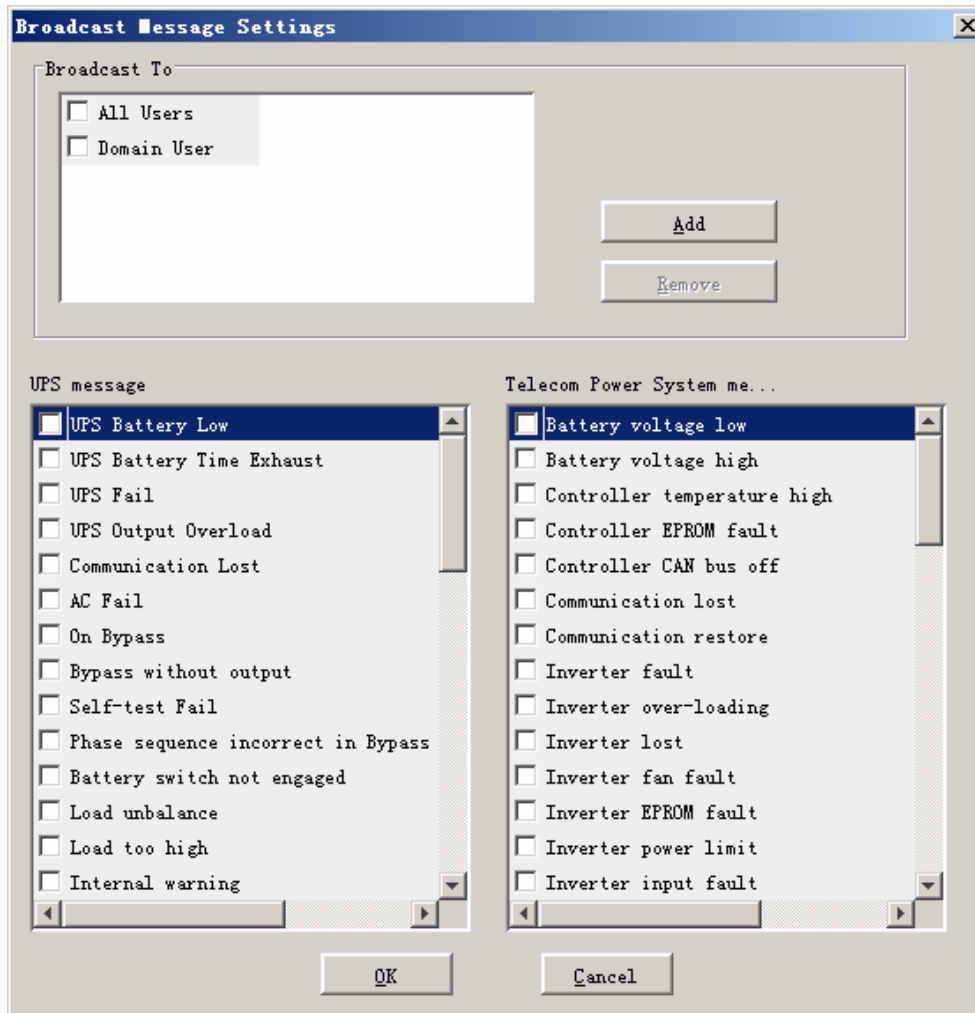 Broadcast Message Settings
Broadcast To
All Users
Domain User
Add
Remove
UPS message
UPS Battery Low
UPS Battery Time Exhaust
UPS Fail
UPS Output Overload
Communication Lost
AC Fail
On Bypass
Bypass without output
Self-test Fail
Phase sequence incorrect in Bypass
Battery switch not engaged
Load unbalance
Load too high
Internal warning
Telecom Power System me...
Battery voltage low
Battery voltage high
Controller temperature high
Controller EPROM fault
Controller CAN bus off
Communication lost
Communication restore
Inverter fault
Inverter over-loading
Inverter lost
Inverter fan fault
Inverter EPROM fault
Inverter power limit
Inverter input fault
OK
Cancel